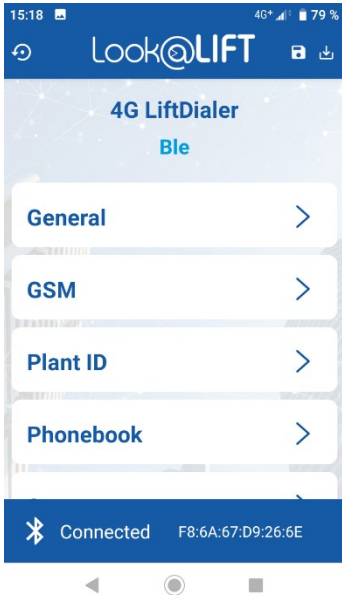 15:18 4G+ 79 %
Look@LIFT
4G LiftDialer
Ble
General
GSM
Plant ID
Phonebook
Connected F8:6A:67:D9:26:6E